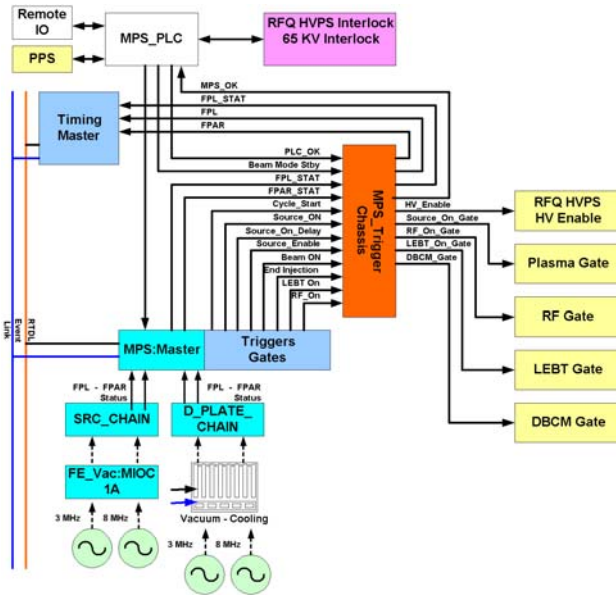 Remote
IO
PPS
MPS_PLC
RFQ HVPS Interlock
65 KV Interlock
MPS_OK
FPL_STAT
FPL
FPAR
Timing
Master
PLC_OK
Beam Mode Stby
FPL_STAT
FPAR_STAT
Cycle_Start
Source_ON
Source_On_Delay
Source_Enable
Beam ON
End Injection
LEBT On
RF_On
MPS_Trigger
Chassis
HV_Enable
Source_On_Gate
RF_On_Gate
LEBT_On_Gate
DBCM_Gate
RFQ HVPS
HV Enable
Plasma Gate
RF Gate
LEBT Gate
DBCM Gate
RTDL
Event
Link
MPS:Master
Triggers
Gates
FPL - FPAR
Status
FPL - FPAR
Status
SRC_CHAIN
D_PLATE_
CHAIN
FE_Vac:MIOC
1A
Vacuum - Cooling
3 MHz
8 MHz
3 MHz
8 MHz